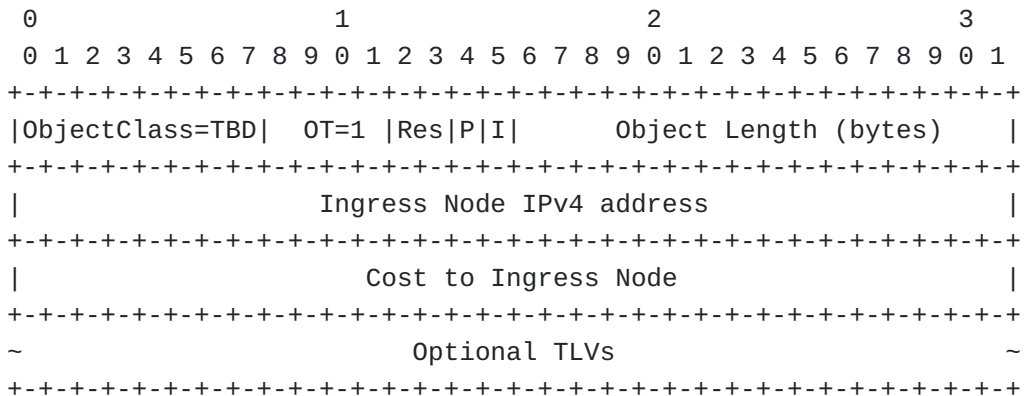 0                   1                   2                   3
 0 1 2 3 4 5 6 7 8 9 0 1 2 3 4 5 6 7 8 9 0 1 2 3 4 5 6 7 8 9 0 1
+-+-+-+-+-+-+-+-+-+-+-+-+-+-+-+-+-+-+-+-+-+-+-+-+-+-+-+-+-+-+-+-+
|ObjectClass=TBD|  OT=1 |Res|P|I|      Object Length (bytes)    |
+-+-+-+-+-+-+-+-+-+-+-+-+-+-+-+-+-+-+-+-+-+-+-+-+-+-+-+-+-+-+-+-+
|                   Ingress Node IPv4 address                   |
+-+-+-+-+-+-+-+-+-+-+-+-+-+-+-+-+-+-+-+-+-+-+-+-+-+-+-+-+-+-+-+-+
|                      Cost to Ingress Node                     |
+-+-+-+-+-+-+-+-+-+-+-+-+-+-+-+-+-+-+-+-+-+-+-+-+-+-+-+-+-+-+-+-+
~                         Optional TLVs                         ~
+-+-+-+-+-+-+-+-+-+-+-+-+-+-+-+-+-+-+-+-+-+-+-+-+-+-+-+-+-+-+-+-+